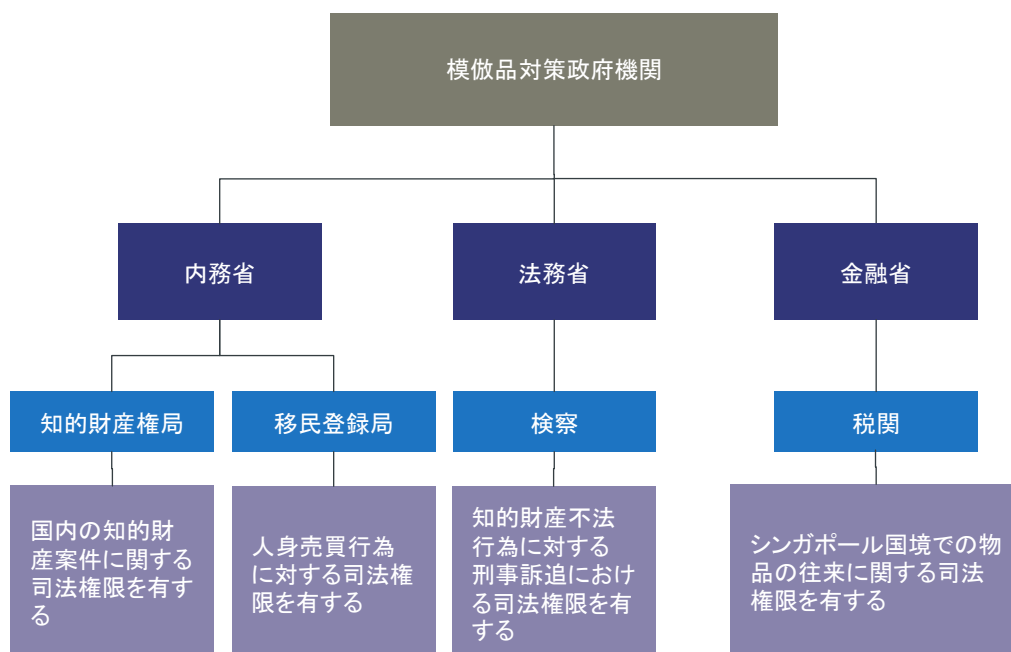 模倣品対策政府機関
内務省
法務省
金融省
知的財産権局
移民登録局
検察
税関
国内の知的財
産案件に関する
司法権限を有す
る
人身売買行為
に対する司法権
限を有する
知的財産不法
行為に対する
刑事訴追におけ
る司法権限を有
する
シンガポール国境での物
品の往来に関する司法
権限を有する